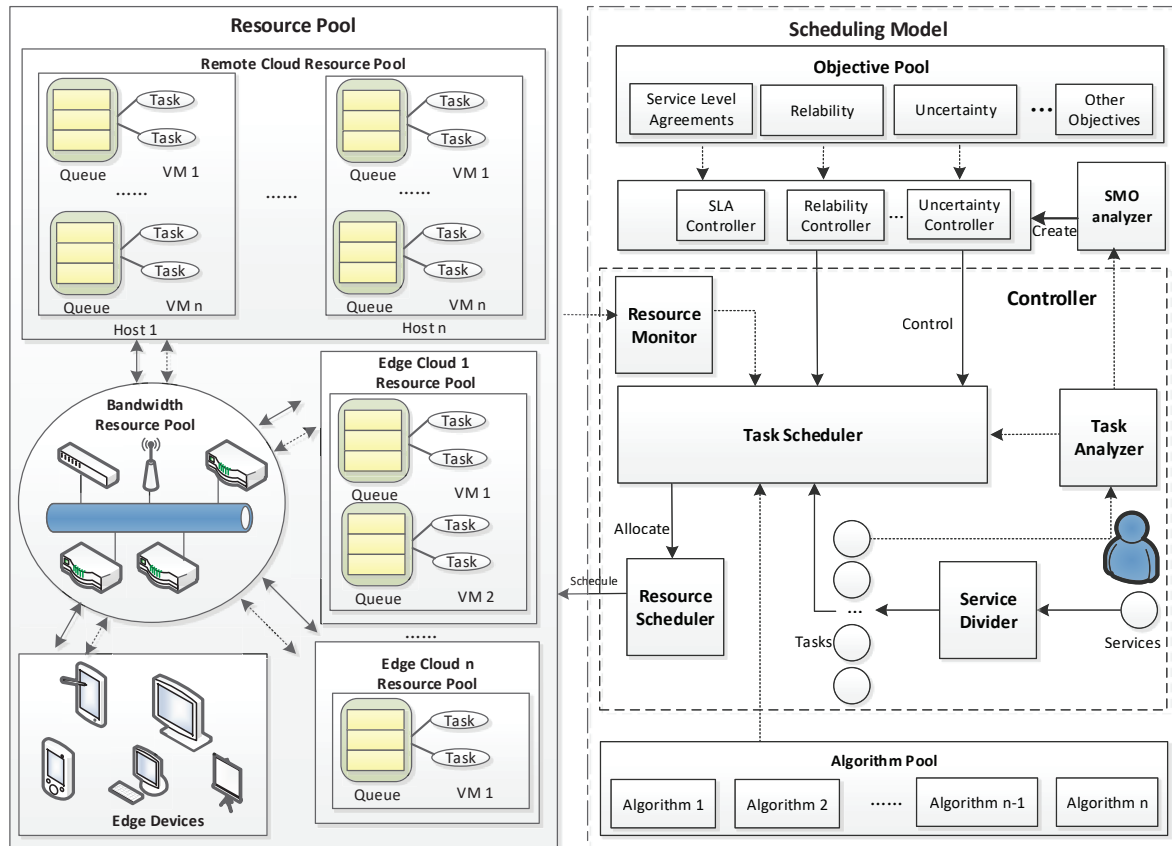 Resource Pool
Remote Cloud Resource Pool
Task
Task
Queue
VM 1
......
Task
Task
Queue
VM n
Host 1
......
Task
Task
Queue
VM 1
......
Task
Task
Queue
VM n
Host n
Bandwidth
Resource Pool
Edge Cloud 1
Resource Pool
Task
Task
VM 1
Queue
Task
Task
Queue
VM 2
......
Edge Cloud n
Resource Pool
Task
Task
Queue
VM 1
Edge Devices
Scheduling Model
Objective Pool
Service Level
Agreements
Relability
Uncertainty
...
Other
Objectives
SLA
Controller
Relability
Controller
...
Uncertainty
Controller
Create
SMO
analyzer
Controller
Resource
Monitor
Control
Task Scheduler
Task
Analyzer
Allocate
Schedule
Resource
Scheduler
...
Tasks
Service
Divider
Services
Algorithm Pool
Algorithm 1
Algorithm 2
......
Algorithm n-1
Algorithm n